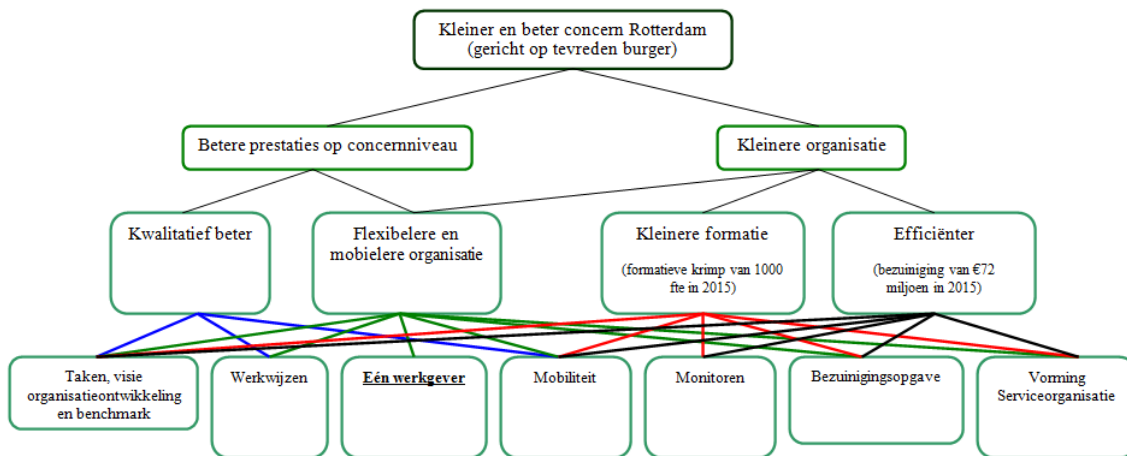 Kleiner en beter concern Rotterdam
(gericht op tevreden burger)
Betere prestaties op concernniveau
Kleinere organisatie
Kwalitatief beter
Flexibelere en
mobielere organisatie
Kleinere formatie
(formatieve krimp van 1000
fte in 2015)
Efficiënter
(bezuiniging van €72
miljoen in 2015)
Taken, visie
organisatieontwikkeling
en benchmark
Werkwijzen
Eén werkgever
Mobiliteit
Monitoren
Bezuinigingsopgave
Vorming
Serviceorganisatie